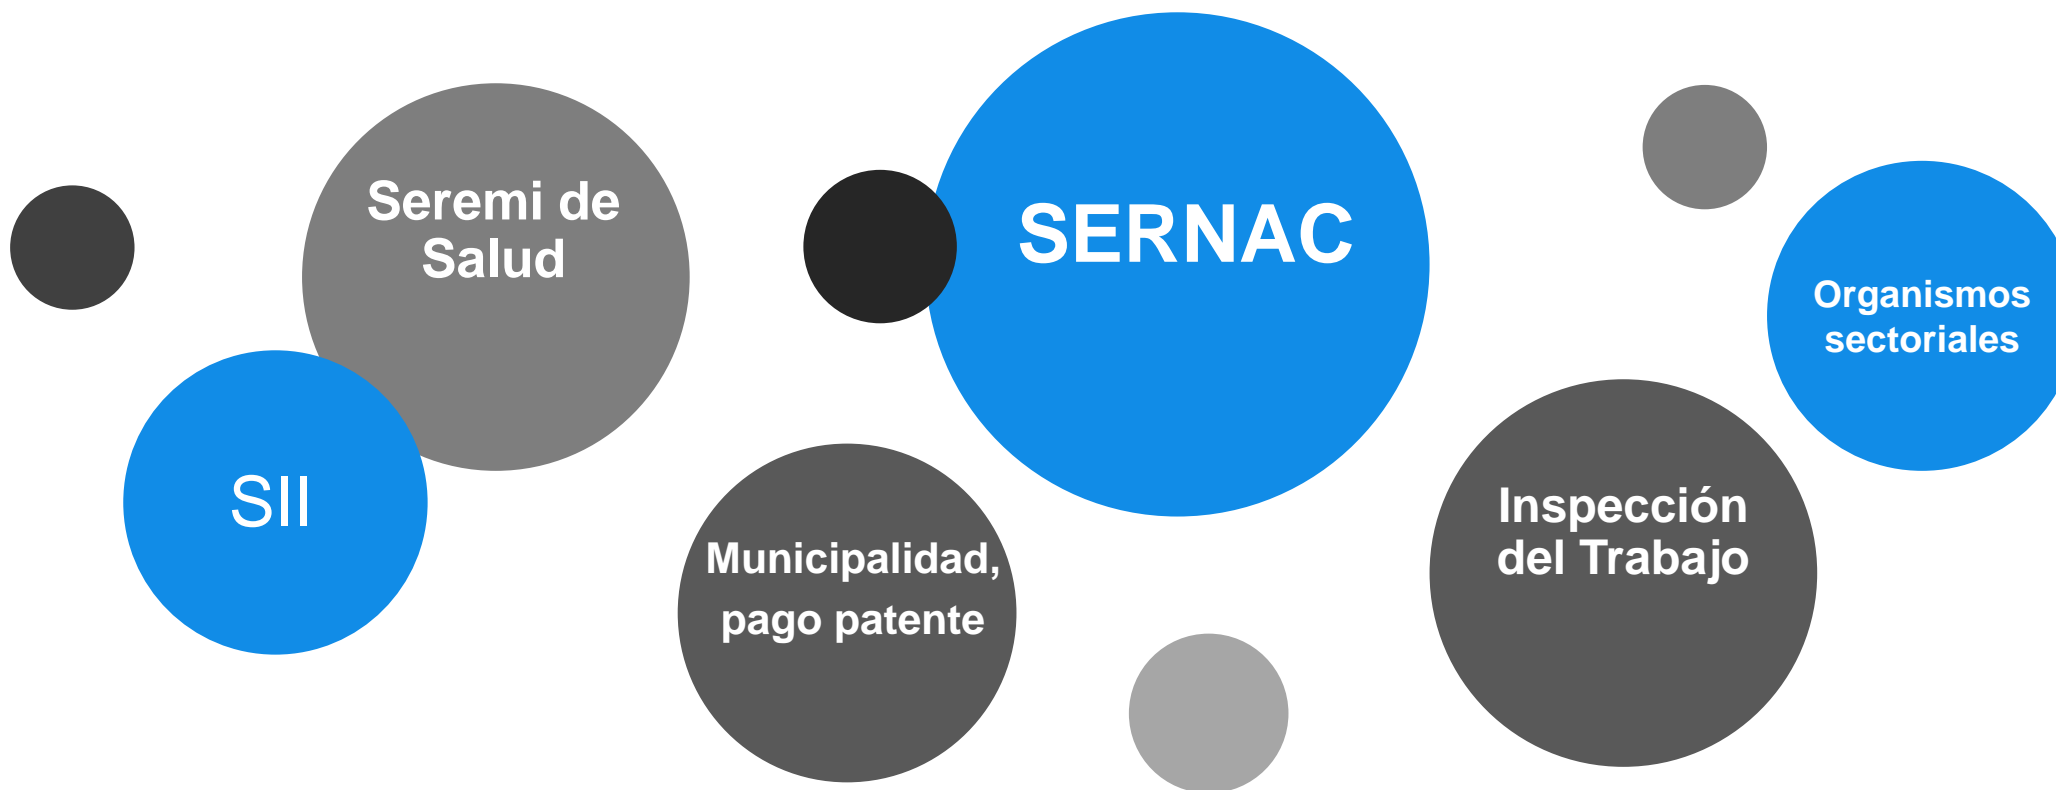 Seremi de
Salud
SII
SERNAC
Municipalidad,
pago patente
Inspección
del Trabajo
Organismos
sectoriales